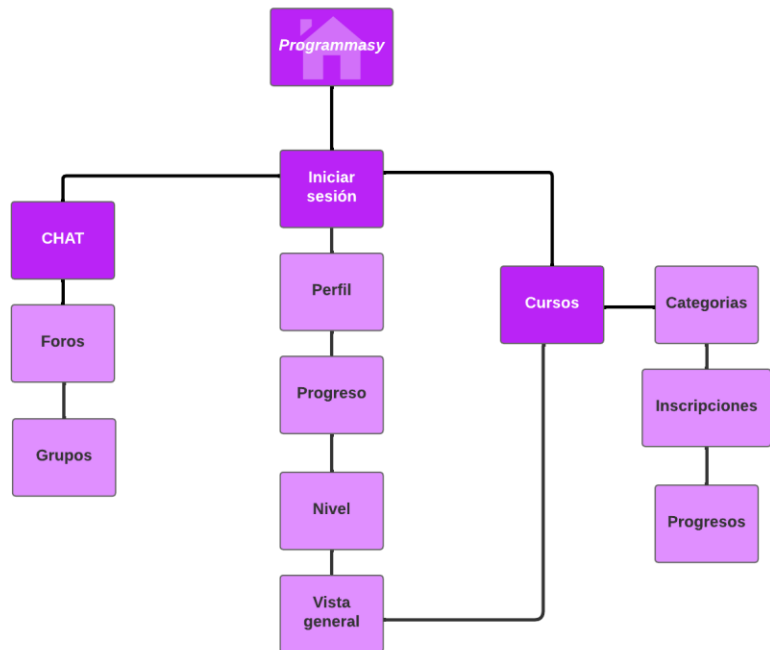 Programmasy
Iniciar
sesión
CHAT
Perfil
Cursos
Categorias
Foros
Progreso
Inscripciones
Grupos
Nivel
Progresos
Vista
general